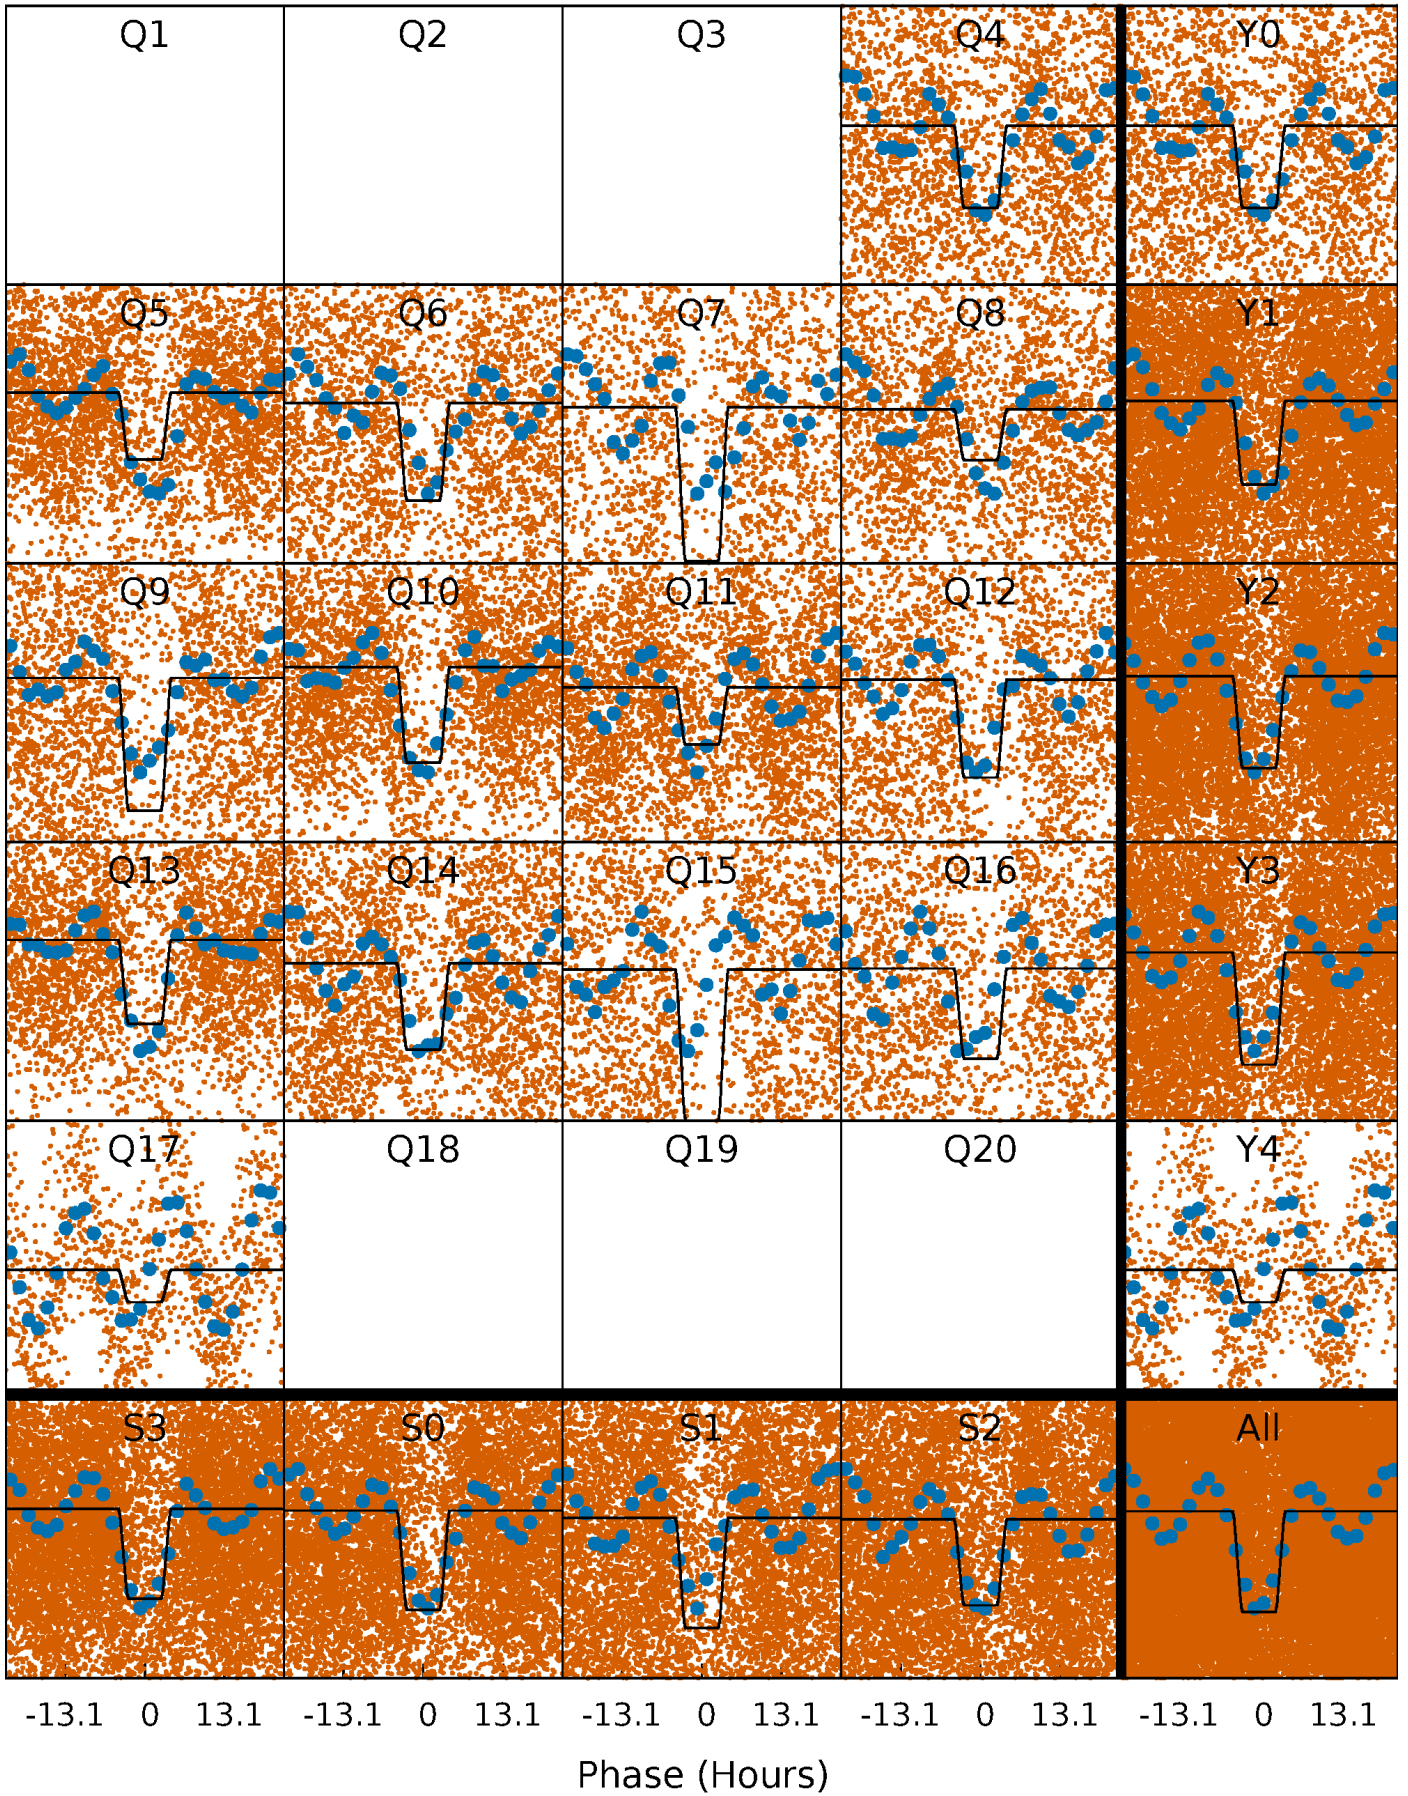 Q1 Q2 Q3 Q4 Y0
Q5 Q6 Q7 Q8 Y1
Q9 Q10 Q11 Q12 Y2
Q13 Q14 Q15 Q16 Y3
Q17 Q18 Q19 Q20 Y4
S3 S0 S1 S2 All
-13.1 0 13.1 -13.1 0 13.1 -13.1 0 13.1 -13.1 0 13.1 -13.1 0 13.1
Phase (Hours)